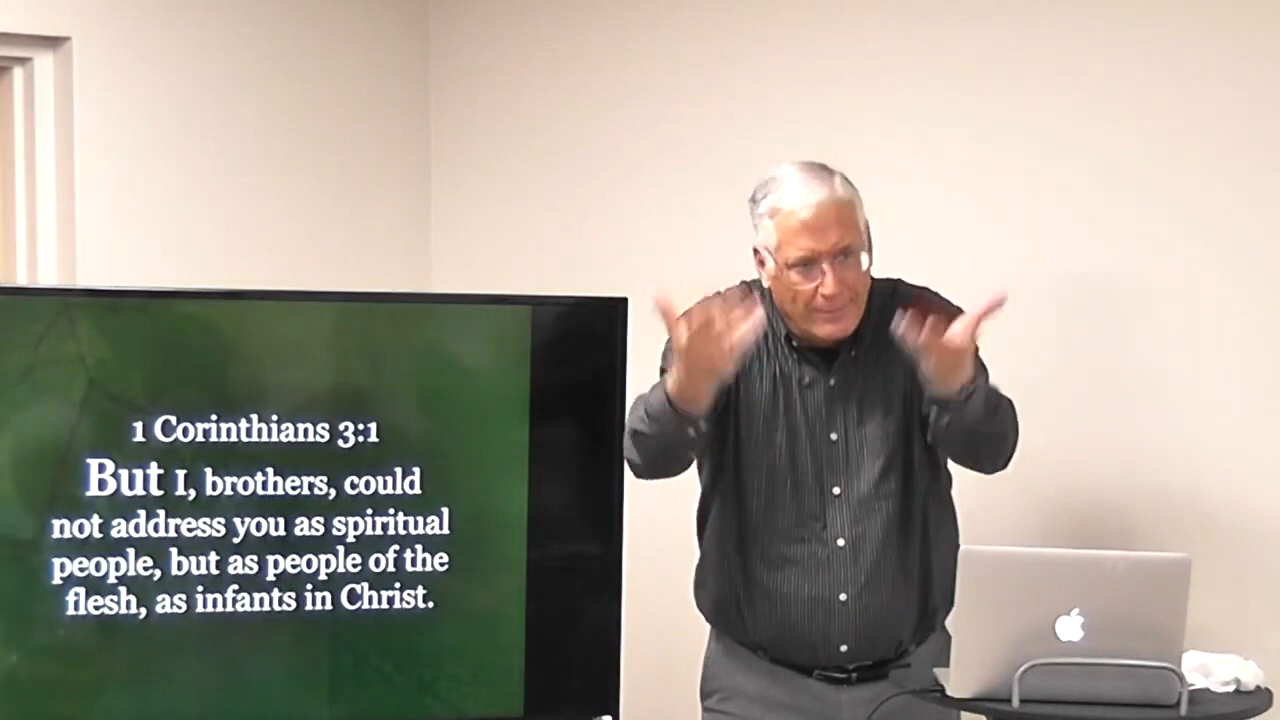 1 Corinthians 3:1
But I, brothers, could
not address you as spiritual
people, but as people of the
flesh, as infants in Christ.